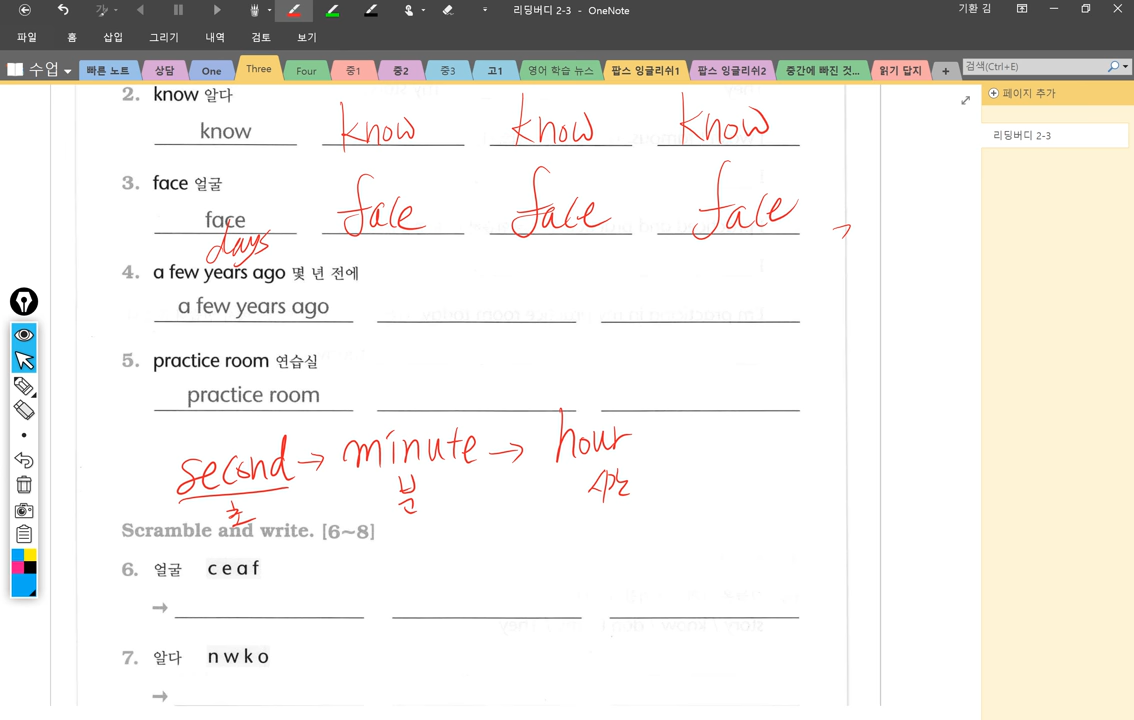 리딩버디 2-3 - OneNote
기환 김
파일 홈 삽입 그리기 내역 검토 보기
수업 빠른 노트 상담 One Three Four 중1 중2 중3 고1 영어 학습 뉴스 팝스 잉글리쉬1 팝스 잉글리쉬2 중간에 빠진 것... 읽기 답지 + 검색(Ctrl+E)
페이지 추가
리딩버디 2-3
2. know 알다
know know know know
3. face 얼굴
face face face face
days
4. a few years ago 몇 년 전에
a few years ago
5. practice room 연습실
practice room
second → minute → hour
초 분 시간
Scramble and write. [6~8]
6. 얼굴 c e a f
→
7. 알다 n w k o
→